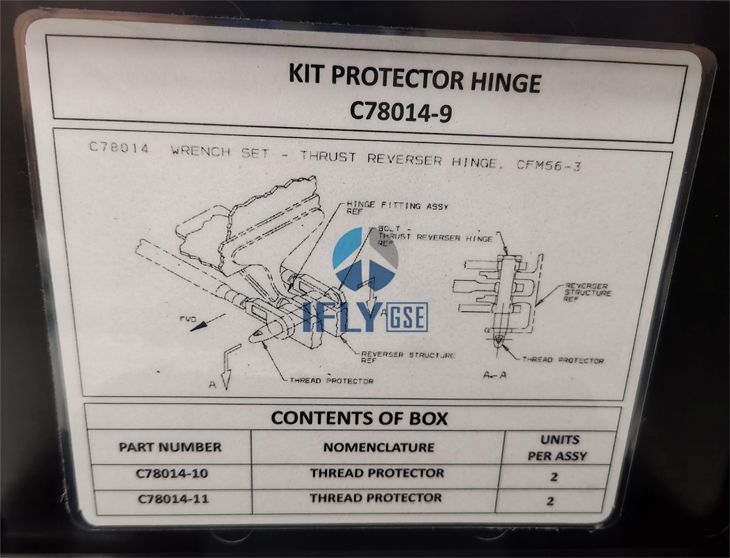 KIT PROTECTOR HINGE
C78014-9
C78014 WRENCH SET - THRUST REVERSER HINGE. CFM56-3
HINGE FITTING ASSY
REF
BOLT -
THRUST REVERSER HINGE
REF
REVERSER
STRUCTURE
REF
IFLY GSE
FWD
A
REVERSER STRUCTURE
REF
THREAD PROTECTOR
THREAD PROTECTOR
A
THREAD PROTECTOR
A-A
CONTENTS OF BOX
PART NUMBER NOMENCLATURE UNITS PER ASSY
C78014-10 THREAD PROTECTOR 2
C78014-11 THREAD PROTECTOR 2